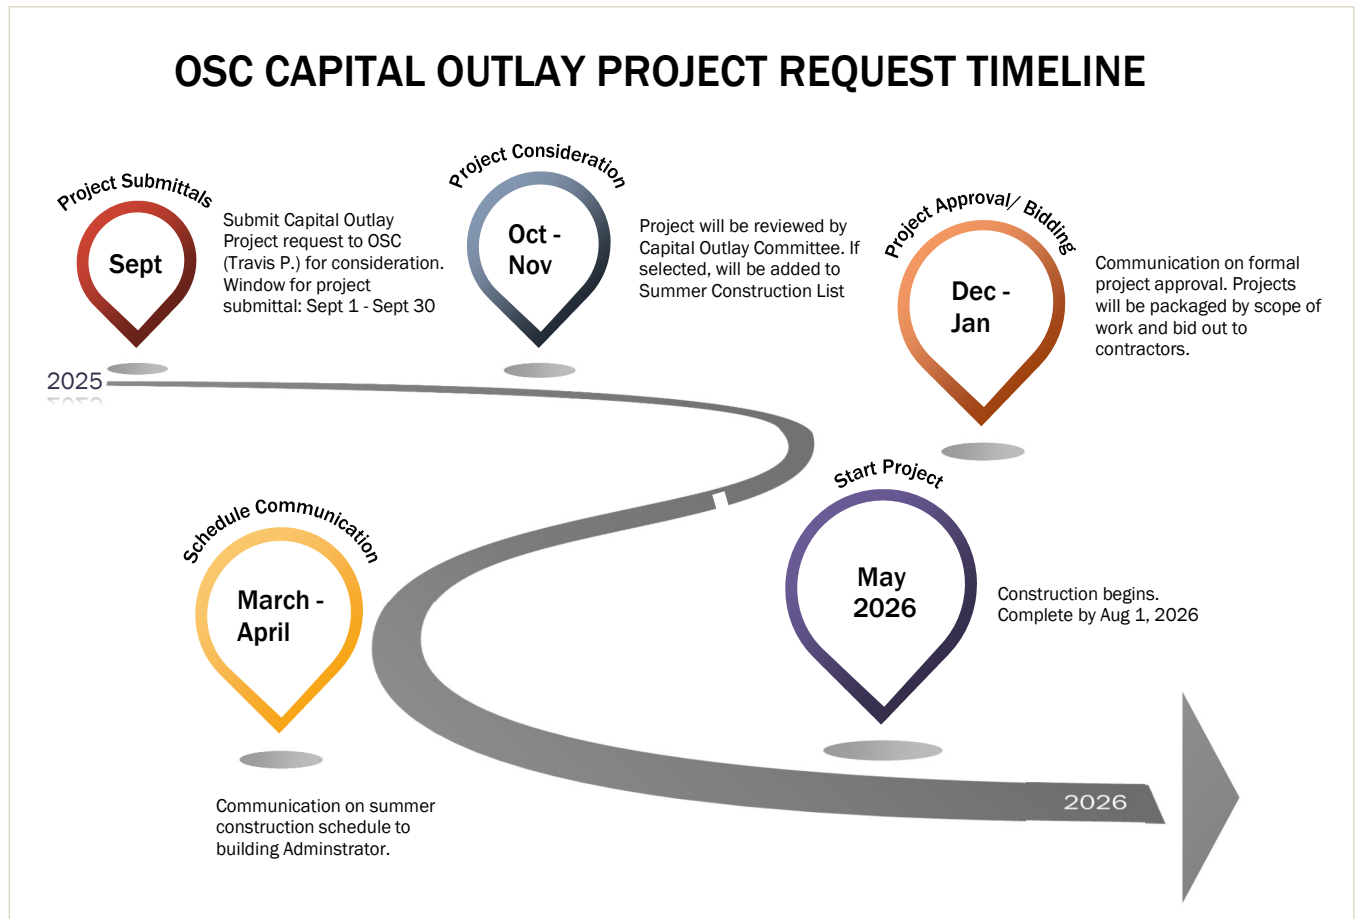 OSC CAPITAL OUTLAY PROJECT REQUEST TIMELINE
Project Submittals
Sept
Submit Capital Outlay
Project request to OSC
(Travis P.) for consideration.
Window for project
submittal: Sept 1 - Sept 30
Project Consideration
Oct -
Nov
Project will be reviewed by
Capital Outlay Committee. If
selected, will be added to
Summer Construction List
Project Approval/ Bidding
Dec -
Jan
Communication on formal
project approval. Projects
will be packaged by scope of
work and bid out to
contractors.
2025
Schedule Communication
March -
April
Communication on summer
construction schedule to
building Adminstrator.
Start Project
May
2026
Construction begins.
Complete by Aug 1, 2026
2026